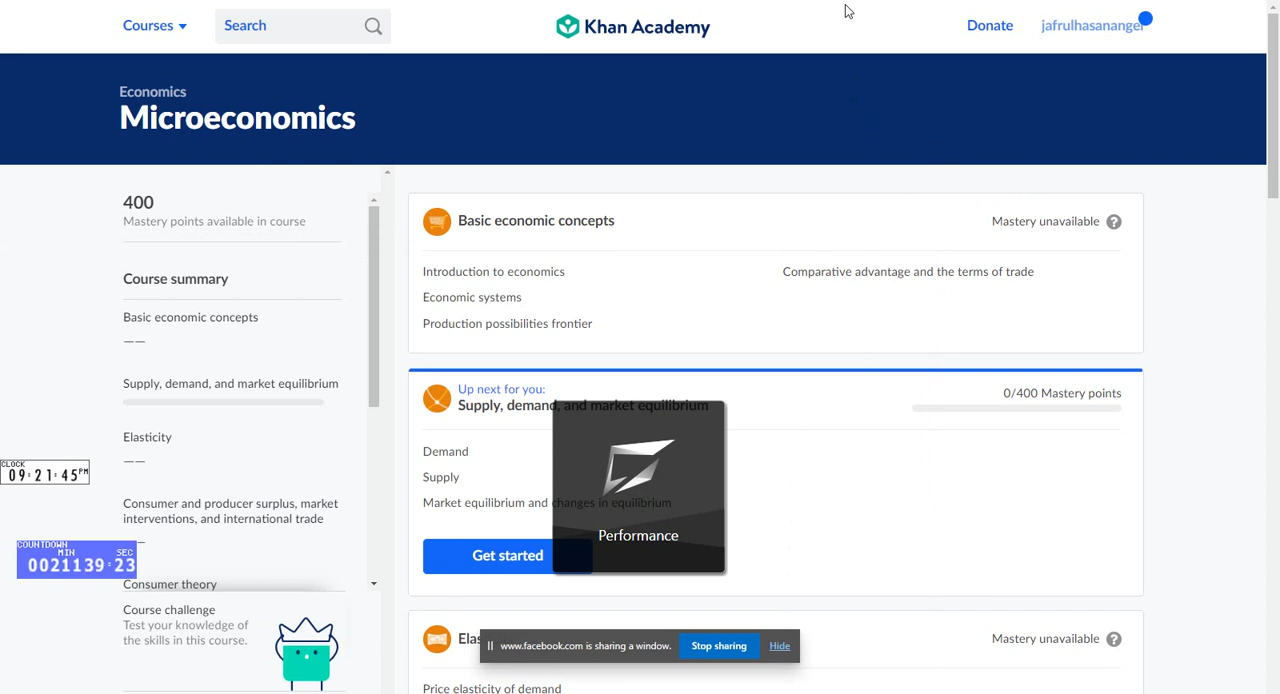 Courses
Search
Khan Academy
Donate
jafrulhasanangel
Economics
Microeconomics
400
Mastery points available in course
Course summary
Basic economic concepts
——
Supply, demand, and market equilibrium
Elasticity
——
Consumer and producer surplus, market
interventions, and international trade
Consumer theory
Course challenge
Test your knowledge of
the skills in this course.
CLOCK
09:21:45PM
COUNTDOWN
MIN SEC
0021139:23
Basic economic concepts
Mastery unavailable ?
Introduction to economics
Comparative advantage and the terms of trade
Economic systems
Production possibilities frontier
Up next for you:
Supply, demand, and market equilibrium
0/400 Mastery points
Demand
Supply
Market equilibrium and changes in equilibrium
Get started
Performance
Mastery unavailable ?
Price elasticity of demand
www.facebook.com is sharing a window.
Stop sharing
Hide